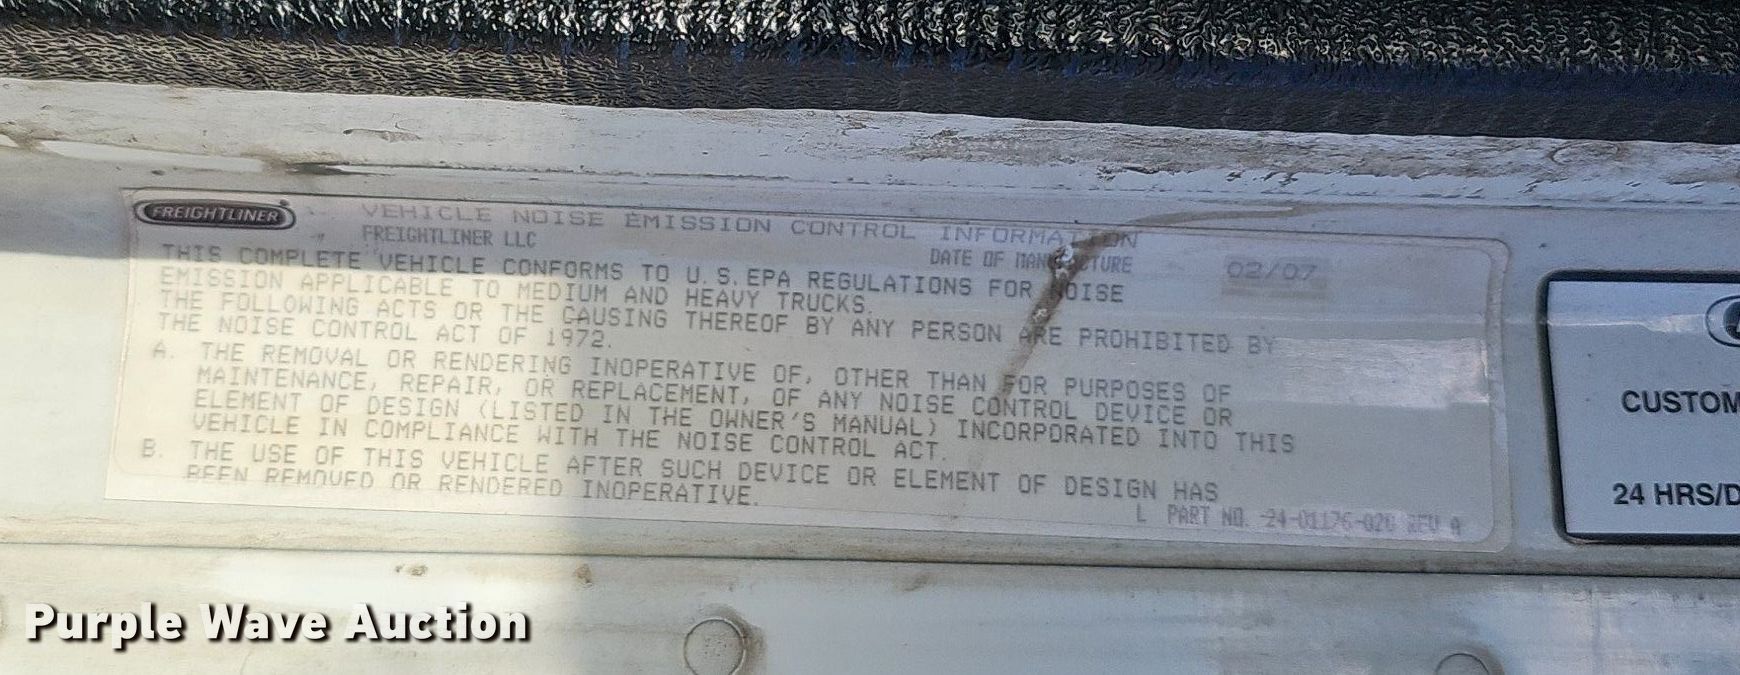 FREIGHTLINER
VEHICLE NOISE EMISSION CONTROL INFORMATION
FREIGHTLINER LLC
DATE OF MANUFACTURE 02/07
THIS COMPLETE VEHICLE CONFORMS TO U.S. EPA REGULATIONS FOR NOISE
EMISSION APPLICABLE TO MEDIUM AND HEAVY TRUCKS.
THE FOLLOWING ACTS OR THE CAUSING THEREOF BY ANY PERSON ARE PROHIBITED BY
THE NOISE CONTROL ACT OF 1972.
A. THE REMOVAL OR RENDERING INOPERATIVE OF, OTHER THAN FOR PURPOSES OF
MAINTENANCE, REPAIR, OR REPLACEMENT, OF ANY NOISE CONTROL DEVICE OR
ELEMENT OF DESIGN (LISTED IN THE OWNER'S MANUAL) INCORPORATED INTO THIS
VEHICLE IN COMPLIANCE WITH THE NOISE CONTROL ACT.
B. THE USE OF THIS VEHICLE AFTER SUCH DEVICE OR ELEMENT OF DESIGN HAS
BEEN REMOVED OR RENDERED INOPERATIVE.
L PART NO. REV A
CUSTOM
24 HRS/D
Purple Wave Auction